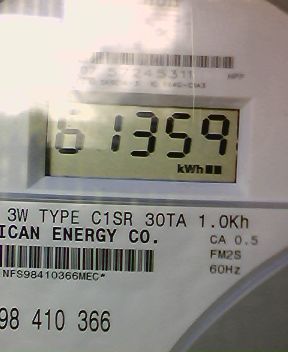 61359
kWh
3W TYPE C1SR 30TA 1.0Kh
ICAN ENERGY CO.
CA 0.5
FM2S
60Hz
NFS98410366MEC*
98 410 366